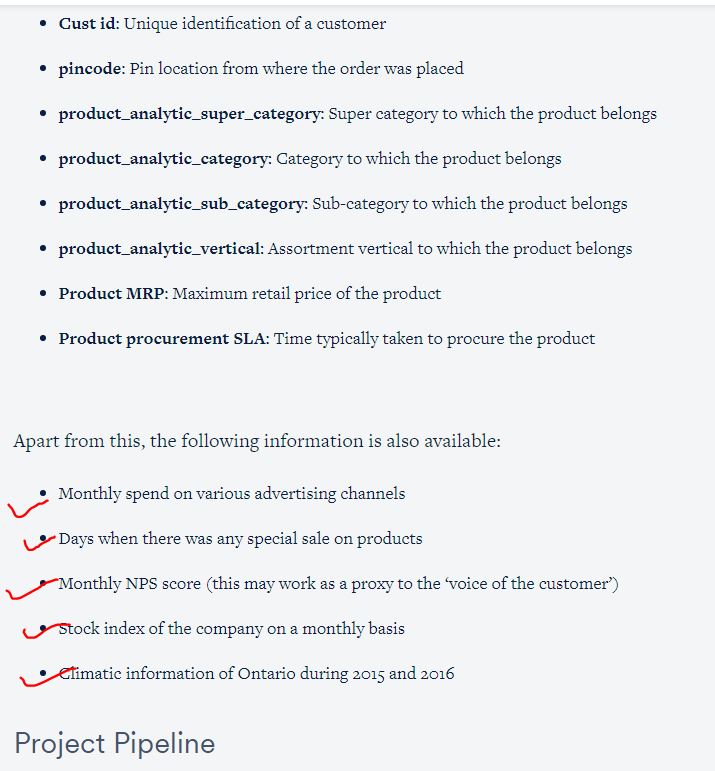 Cust id: Unique identification of a customer
pincode: Pin location from where the order was placed
product_analytic_super_category: Super category to which the product belongs
product_analytic_category: Category to which the product belongs
product_analytic_sub_category: Sub-category to which the product belongs
product_analytic_vertical: Assortment vertical to which the product belongs
Product MRP: Maximum retail price of the product
Product procurement SLA: Time typically taken to procure the product
Apart from this, the following information is also available:
Monthly spend on various advertising channels
Days when there was any special sale on products
Monthly NPS score (this may work as a proxy to the ‘voice of the customer’)
Stock index of the company on a monthly basis
Climatic information of Ontario during 2015 and 2016
Project Pipeline